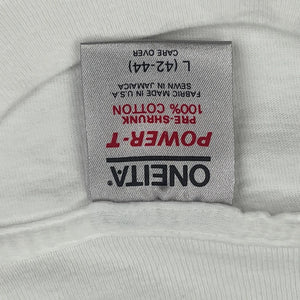 ONEITA®
POWER-T
PRE-SHRUNK
100% COTTON
FABRIC MADE IN U.S.A
SEWN IN JAMAICA
L (42-44)
CARE OVER